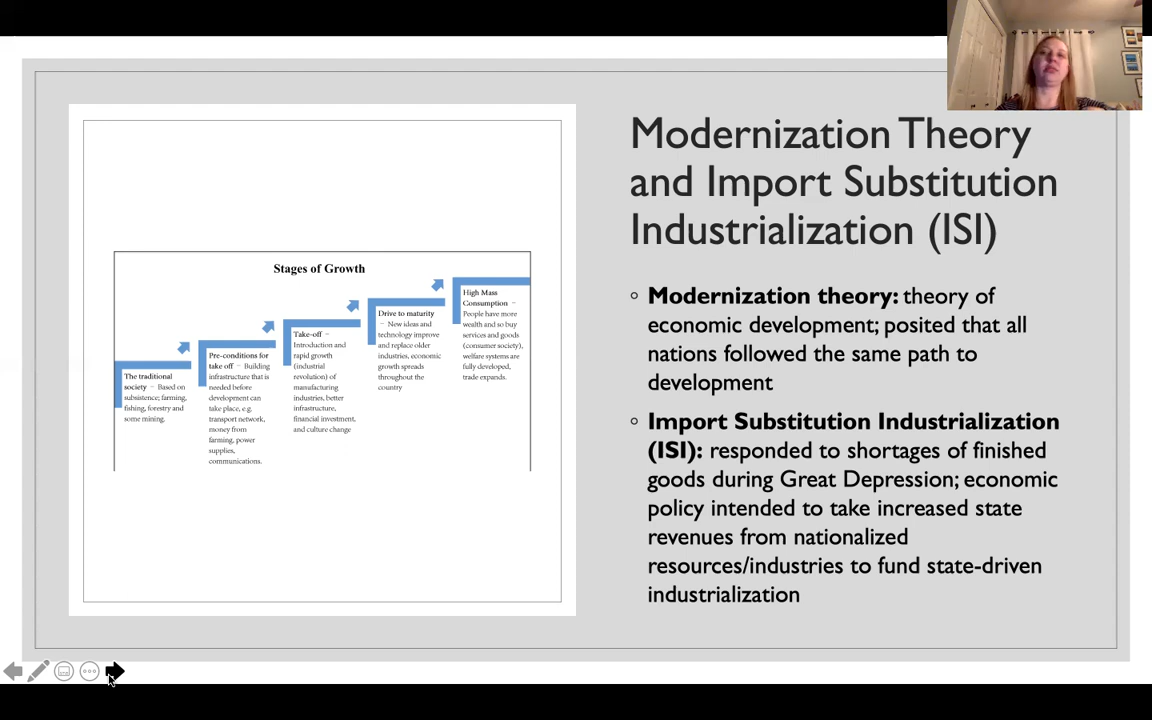 Modernization Theory
and Import Substitution
Industrialization (ISI)
Modernization theory: theory of
economic development; posited that all
nations followed the same path to
development
Import Substitution Industrialization
(ISI): responded to shortages of finished
goods during Great Depression; economic
policy intended to take increased state
revenues from nationalized
resources/industries to fund state-driven
industrialization
Stages of Growth
The traditional
society – Based on
subsistence; farming,
fishing, forestry and
some mining.
Pre-conditions for
take off – Building
infrastructure that is
needed before
development can
take place, e.g.
transport network,
money from
farming, power
supplies,
communications.
Take-off –
Introduction and
rapid growth
(industrial
revolution) of
manufacturing
industries, better
infrastructure,
financial investment,
and culture change
Drive to maturity
– New ideas and
technology improve
and replace older
industries, economic
growth spreads
throughout the
country
High Mass
Consumption –
People have more
wealth and so buy
services and goods
(consumer society),
welfare systems are
fully developed,
trade expands.